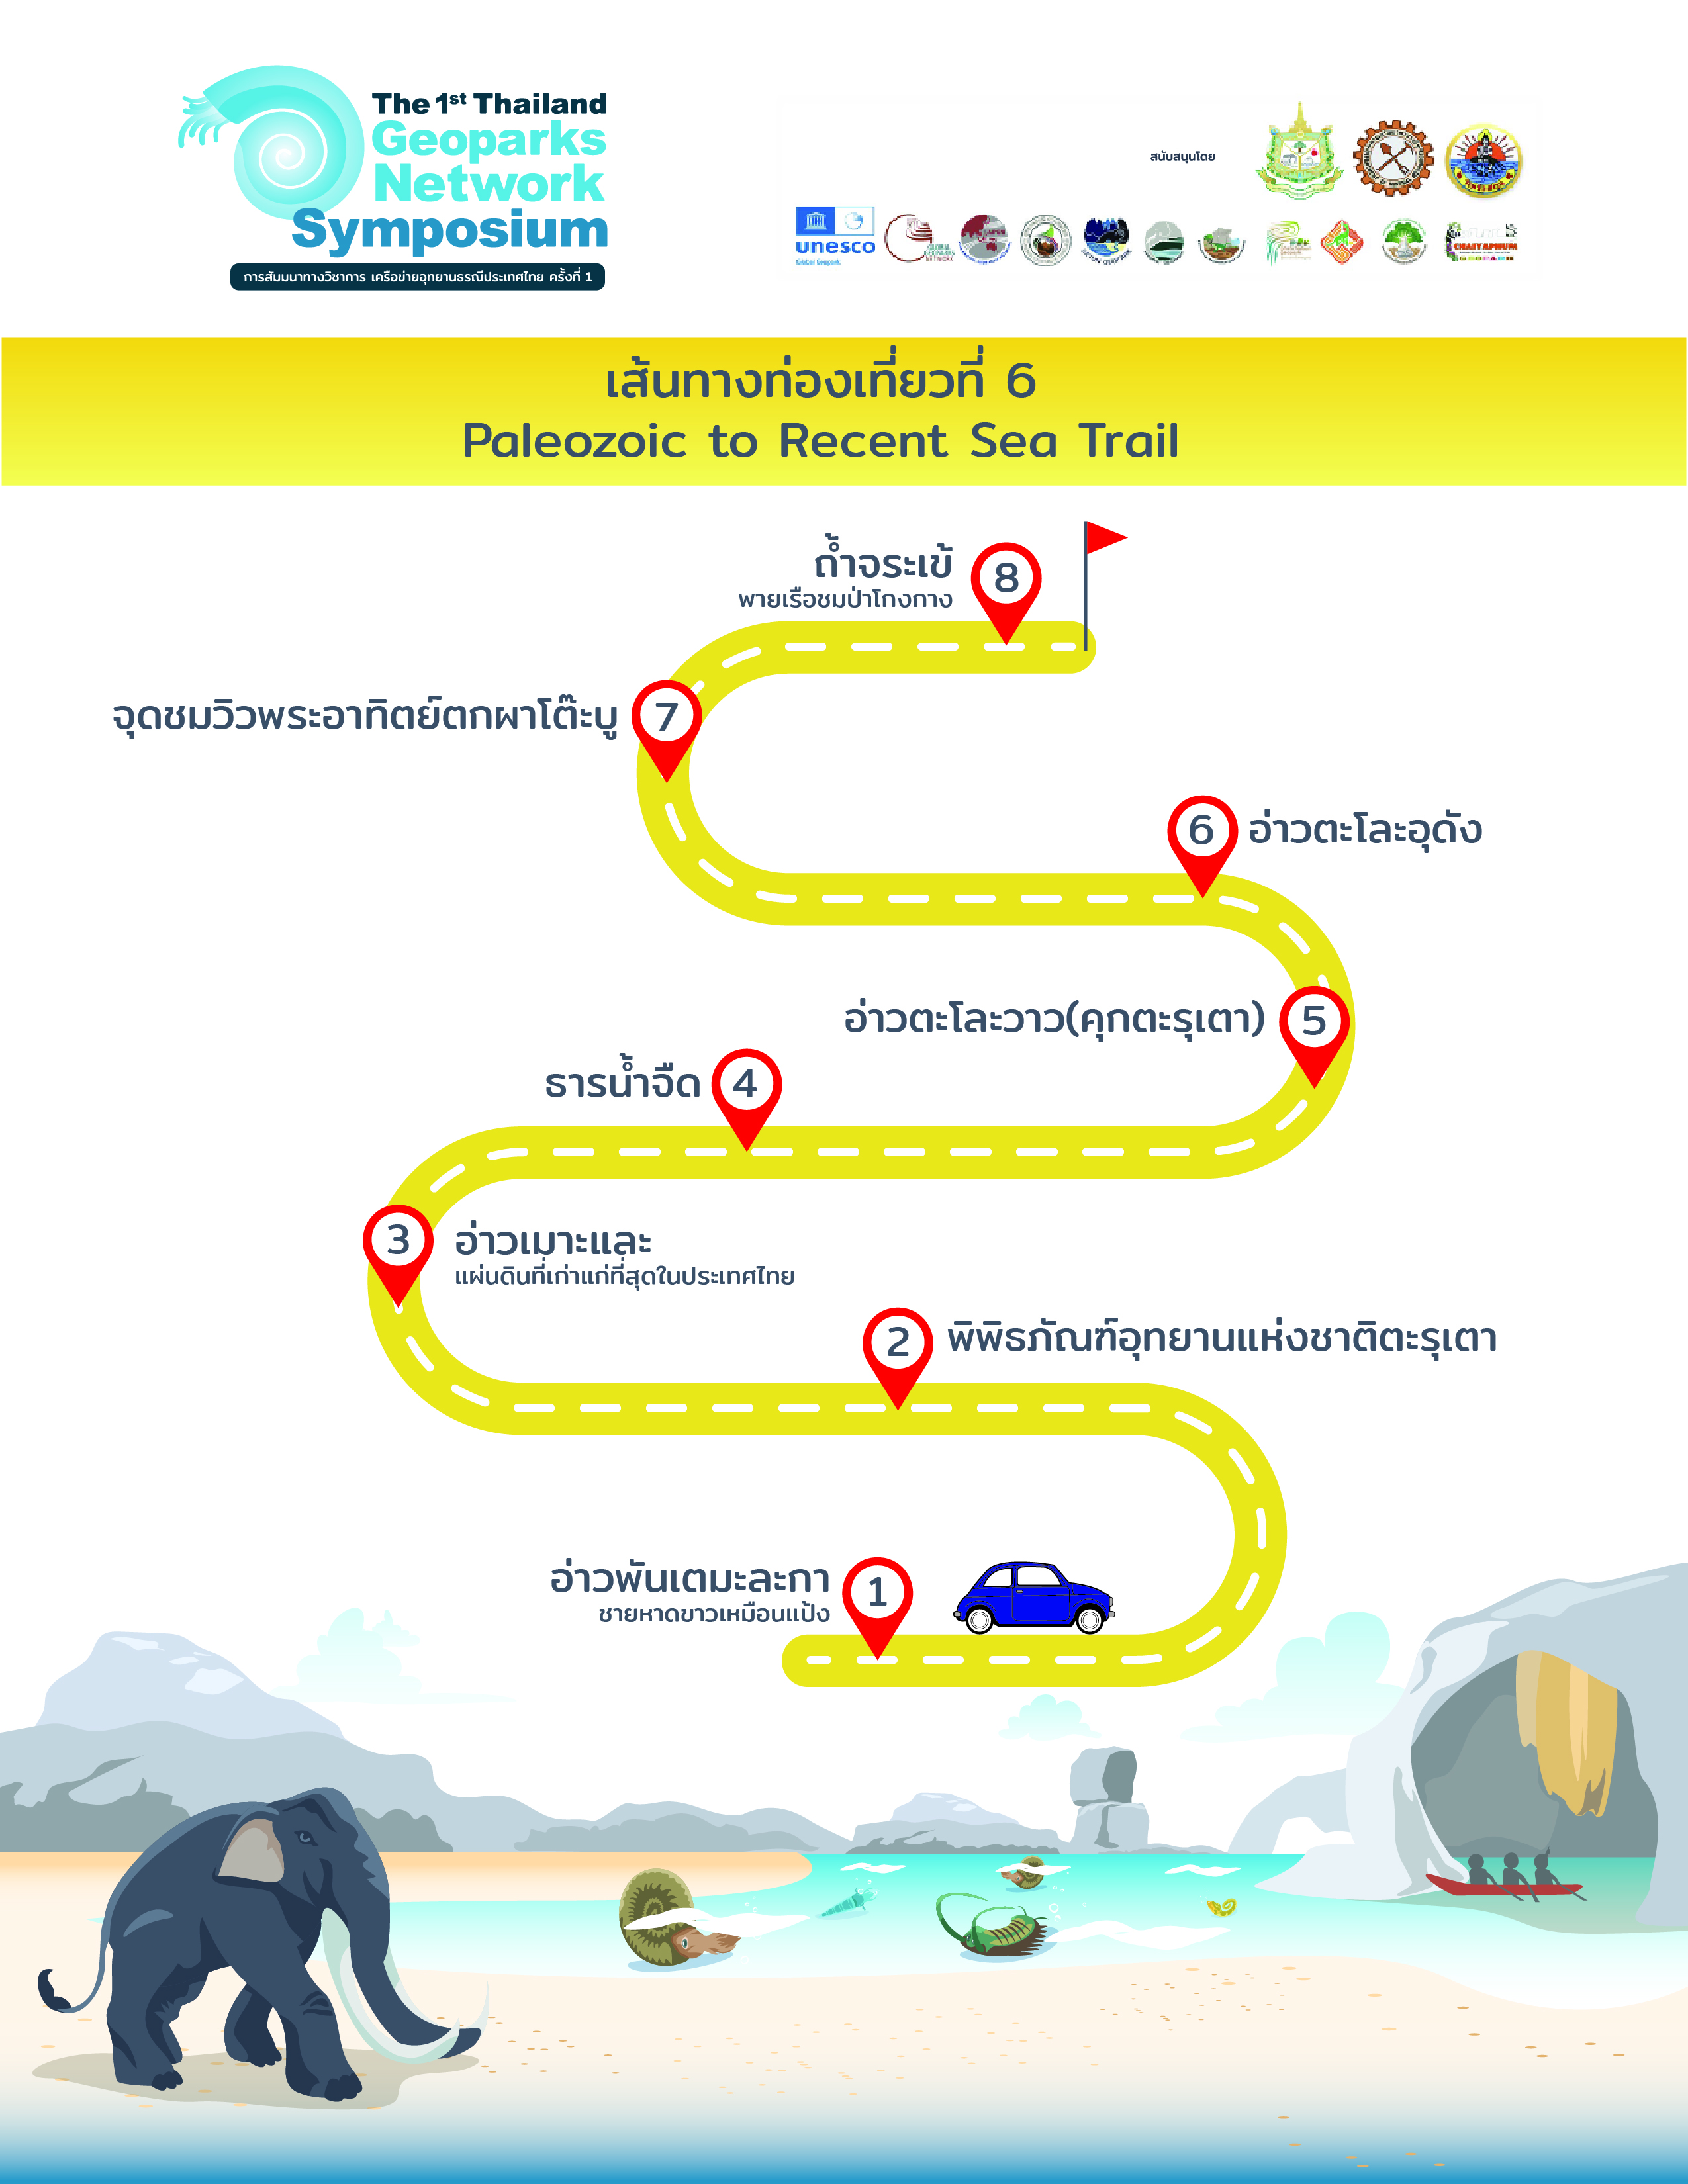 The 1st Thailand
Geoparks
Network
Symposium
การสัมมนาทางวิชาการ เครือข่ายอุทยานธรณีประเทศไทย ครั้งที่ 1
สนับสนุนโดย
unesco
Global Geopark
GLOBAL
GEOPARKS
NETWORK
CHAIYAPHUM
เส้นทางท่องเที่ยวที่ 6
Paleozoic to Recent Sea Trail
ถ้ำจระเข้
พายเรือชมป่าโกงกาง
8
จุดชมวิวพระอาทิตย์ตกผาโต๊ะบู
7
6
อ่าวตะโละอุดัง
อ่าวตะโละวาว(คุกตะรุเตา)
5
ธารน้ำจืด
4
3
อ่าวเมาะและ
แผ่นดินที่เก่าแก่ที่สุดในประเทศไทย
2
พิพิธภัณฑ์อุทยานแห่งชาติตะรุเตา
อ่าวพันเตมะละกา
ชายหาดขาวเหมือนแป้ง
1